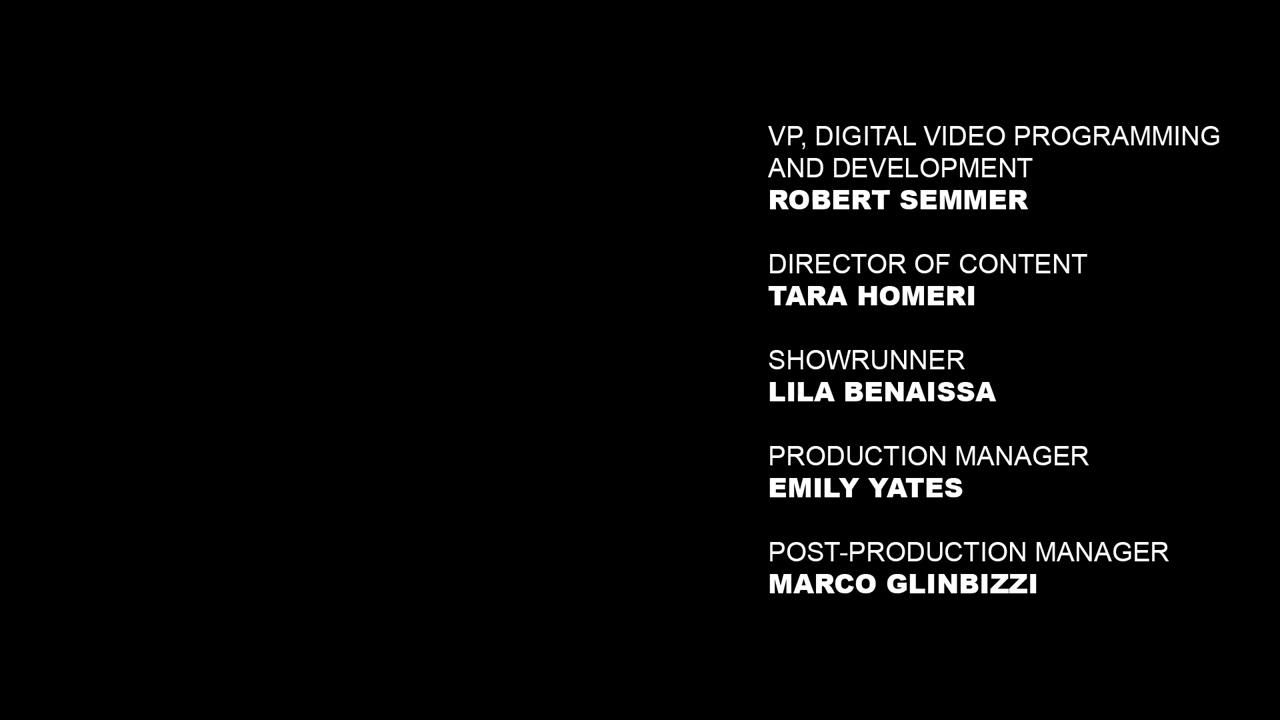 VP, DIGITAL VIDEO PROGRAMMING
AND DEVELOPMENT
ROBERT SEMMER
DIRECTOR OF CONTENT
TARA HOMERI
SHOWRUNNER
LILA BENAISSA
PRODUCTION MANAGER
EMILY YATES
POST-PRODUCTION MANAGER
MARCO GLINBIZZI